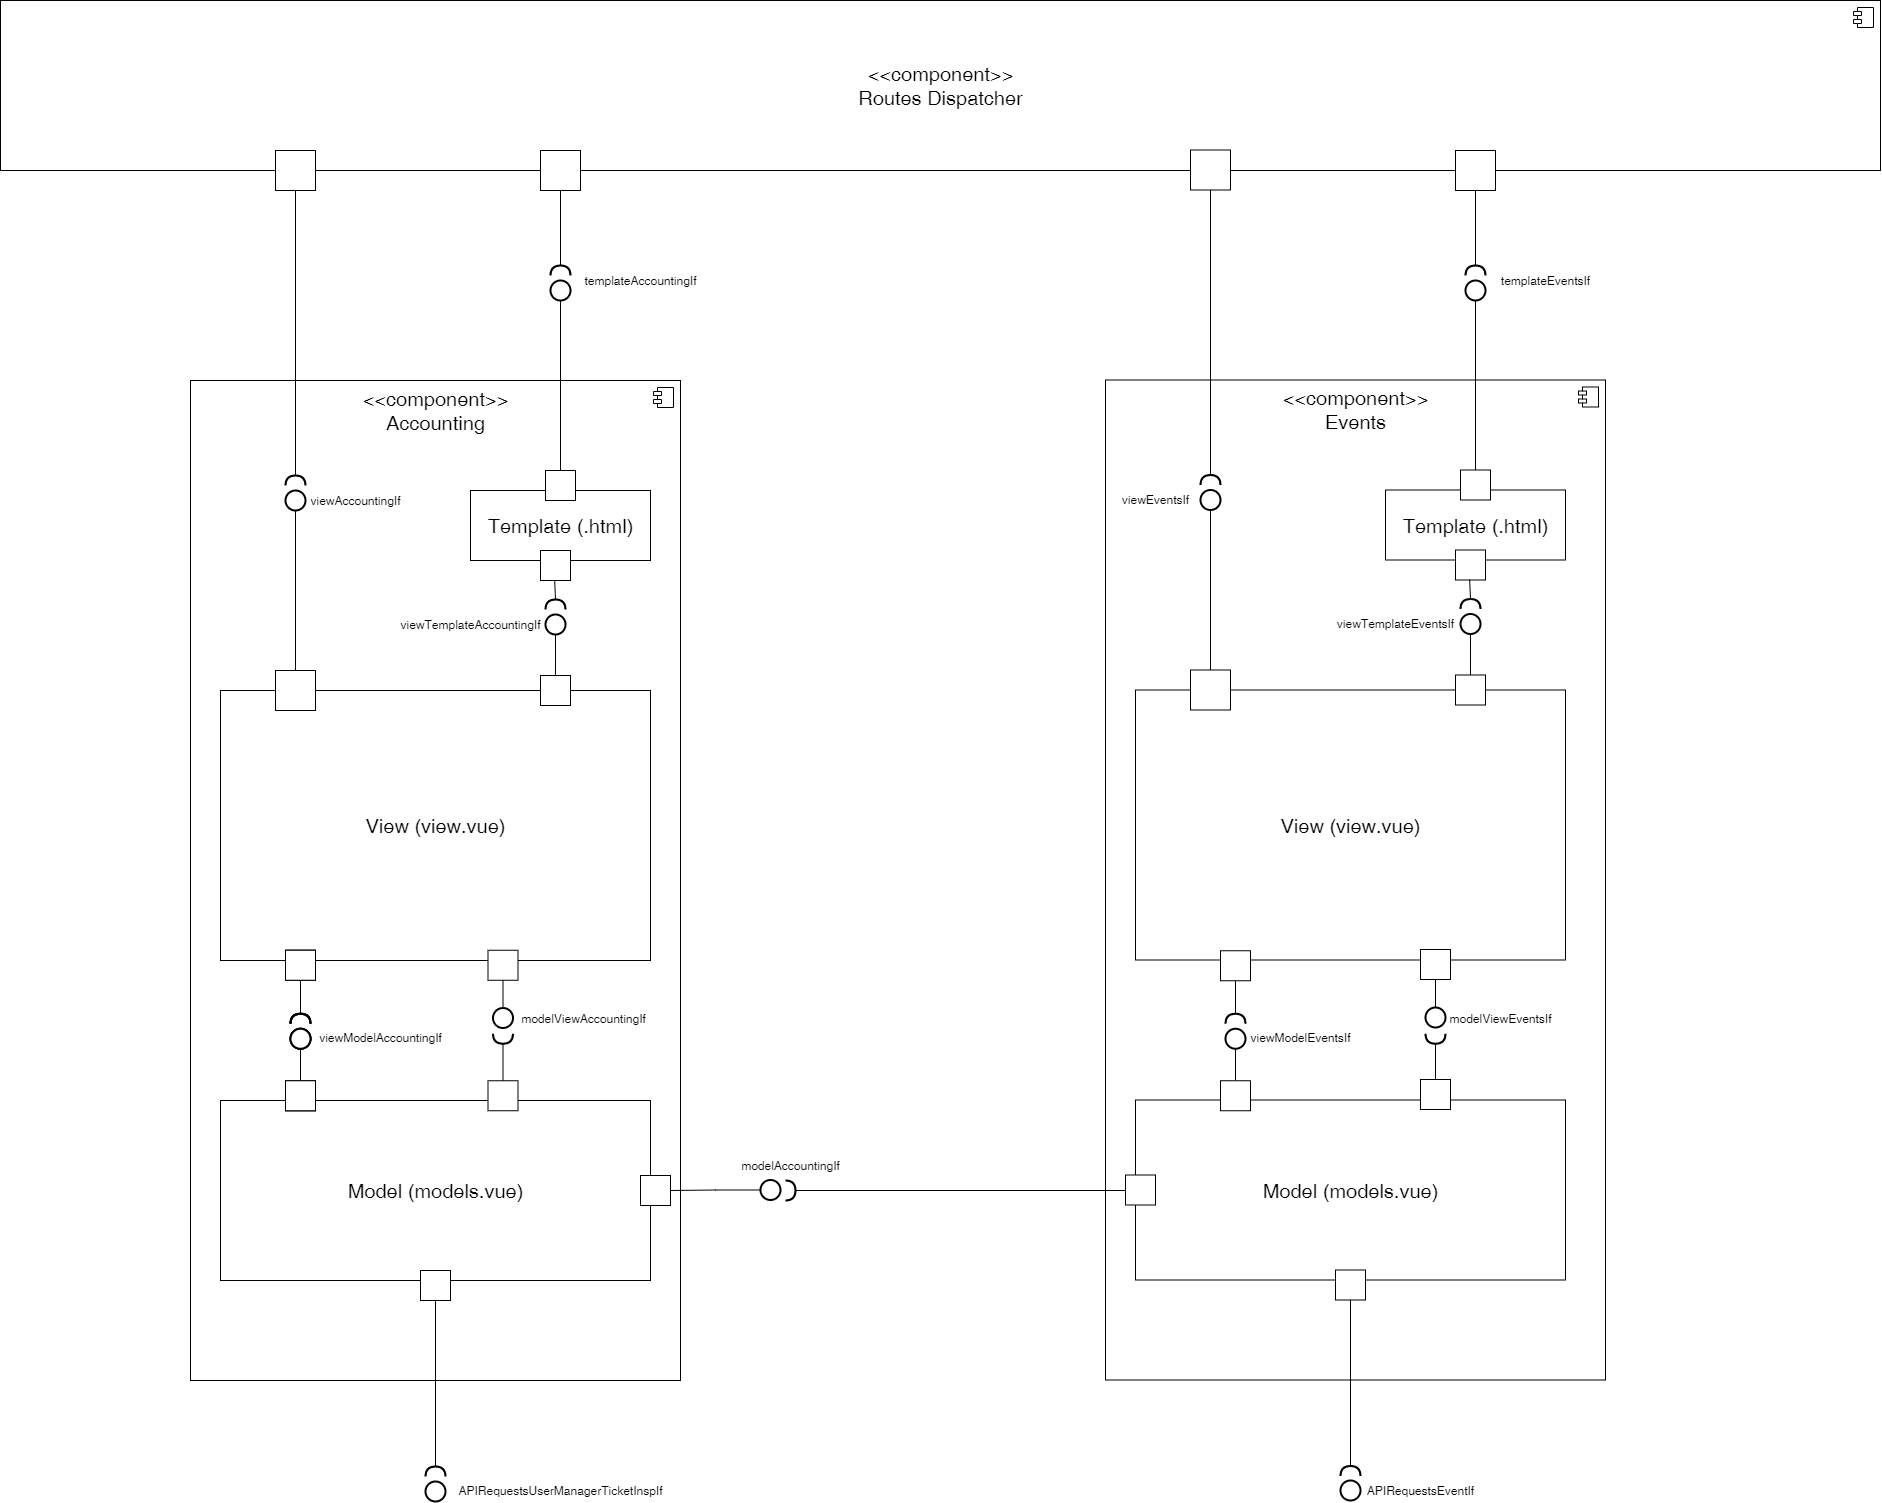 <<component>>
Routes Dispatcher
templateAccountingIf
templateEventsIf
<<component>>
Accounting
<<component>>
Events
viewAccountingIf
viewEventsIf
Template (.html)
Template (.html)
viewTemplateAccountingIf
viewTemplateEventsIf
View (view.vue)
View (view.vue)
modelViewAccountingIf
modelViewEventsIf
viewModelAccountingIf
viewModelEventsIf
modelAccountingIf
Model (models.vue)
Model (models.vue)
APIRequestsUserManagerTicketInspIf
APIRequestsEventIf